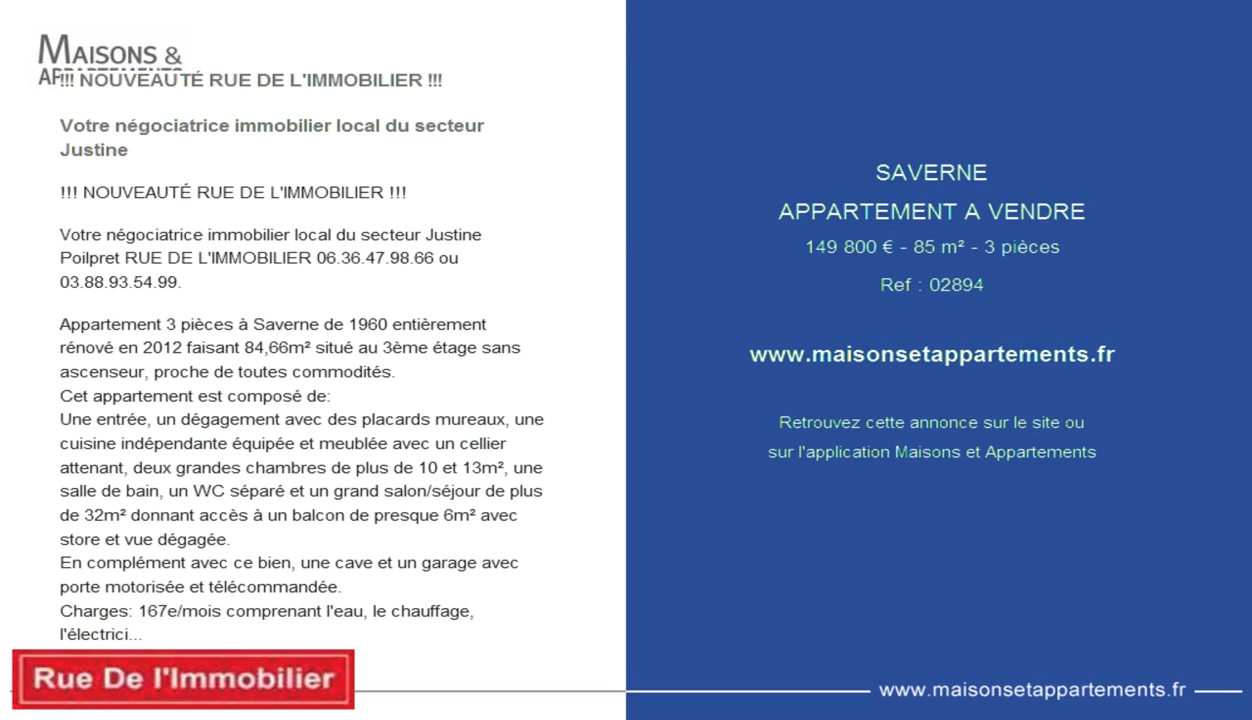 MAISONS &
!!! NOUVEAUTÉ RUE DE L'IMMOBILIER !!!
Votre négociatrice immobilier local du secteur
Justine
!!! NOUVEAUTÉ RUE DE L'IMMOBILIER !!!
Votre négociatrice immobilier local du secteur Justine
Poilpret RUE DE L'IMMOBILIER 06.36.47.98.66 ou
03.88.93.54.99.
Appartement 3 pièces à Saverne de 1960 entièrement
rénové en 2012 faisant 84,66m² situé au 3ème étage sans
ascenseur, proche de toutes commodités.
Cet appartement est composé de:
Une entrée, un dégagement avec des placards mureaux, une
cuisine indépendante équipée et meublée avec un cellier
attenant, deux grandes chambres de plus de 10 et 13m², une
salle de bain, un WC séparé et un grand salon/séjour de plus
de 32m² donnant accès à un balcon de presque 6m² avec
store et vue dégagée.
En complément avec ce bien, une cave et un garage avec
porte motorisée et télécommandée.
Charges: 167e/mois comprenant l'eau, le chauffage,
l'électrici...
Rue De l'Immobilier
SAVERNE
APPARTEMENT A VENDRE
149 800 € - 85 m² - 3 pièces
Ref : 02894
www.maisonsetappartements.fr
Retrouvez cette annonce sur le site ou
sur l'application Maisons et Appartements
www.maisonsetappartements.fr